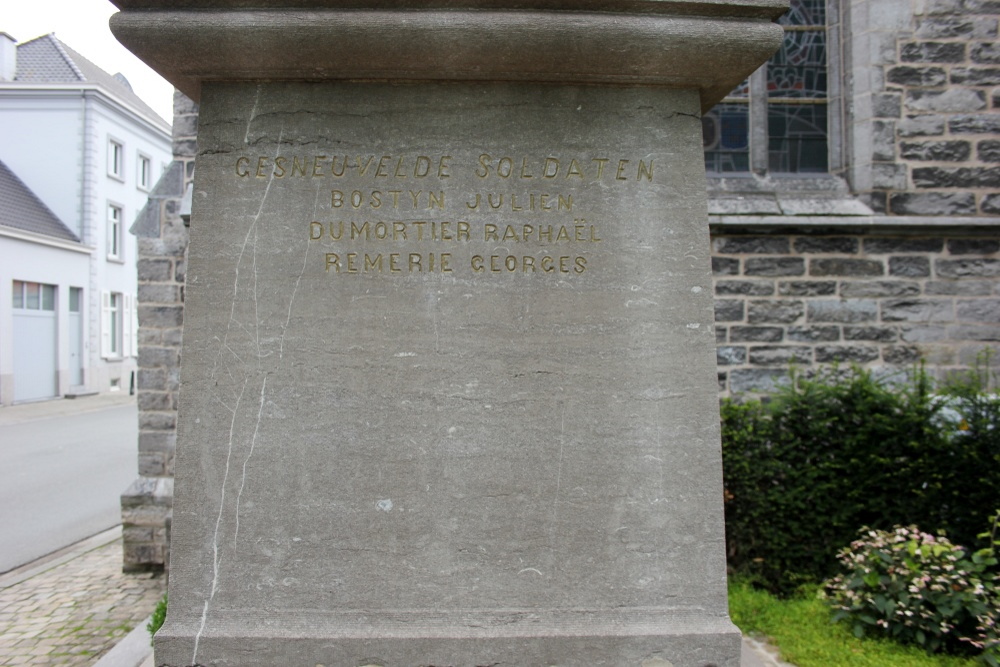 GESNEUVELDE SOLDATEN
BOSTYN JULIEN
DUMORTIER RAPHAËL
REMERIE GEORGES